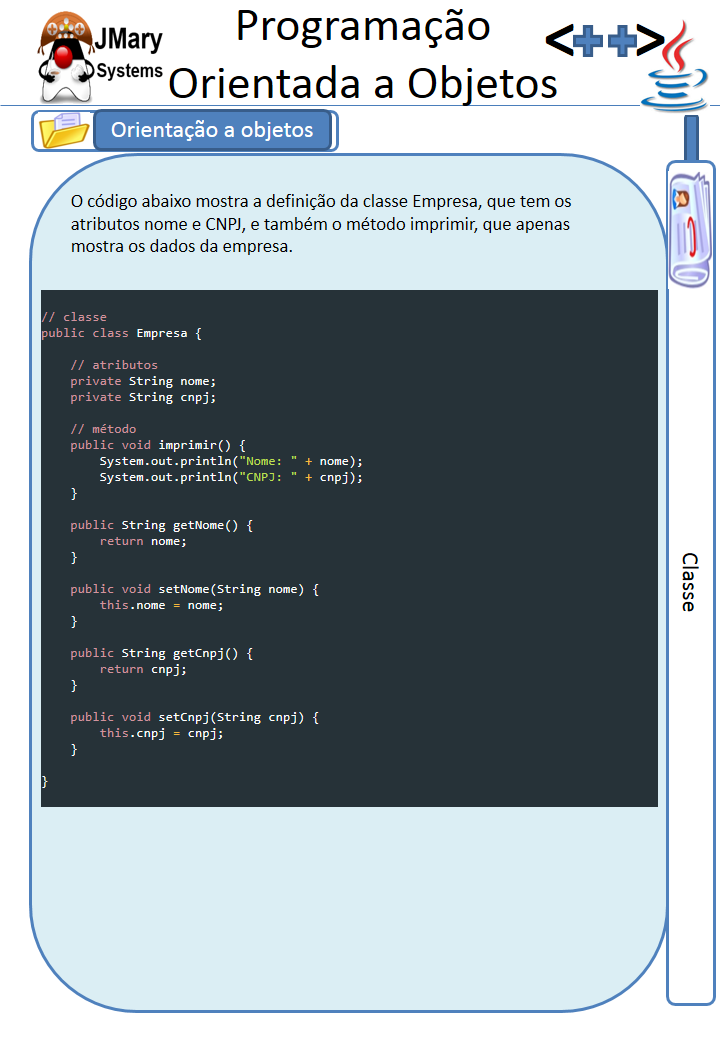 JMary
Systems
Programação
Orientada a Objetos
<++>
Orientação a objetos
O código abaixo mostra a definição da classe Empresa, que tem os
atributos nome e CNPJ, e também o método imprimir, que apenas
mostra os dados da empresa.
// classe
public class Empresa {
// atributos
private String nome;
private String cnpj;
// método
public void imprimir() {
System.out.println("Nome: " + nome);
System.out.println("CNPJ: " + cnpj);
}
public String getNome() {
return nome;
}
public void setNome(String nome) {
this.nome = nome;
}
public String getCnpj() {
return cnpj;
}
public void setCnpj(String cnpj) {
this.cnpj = cnpj;
}
}
Classe